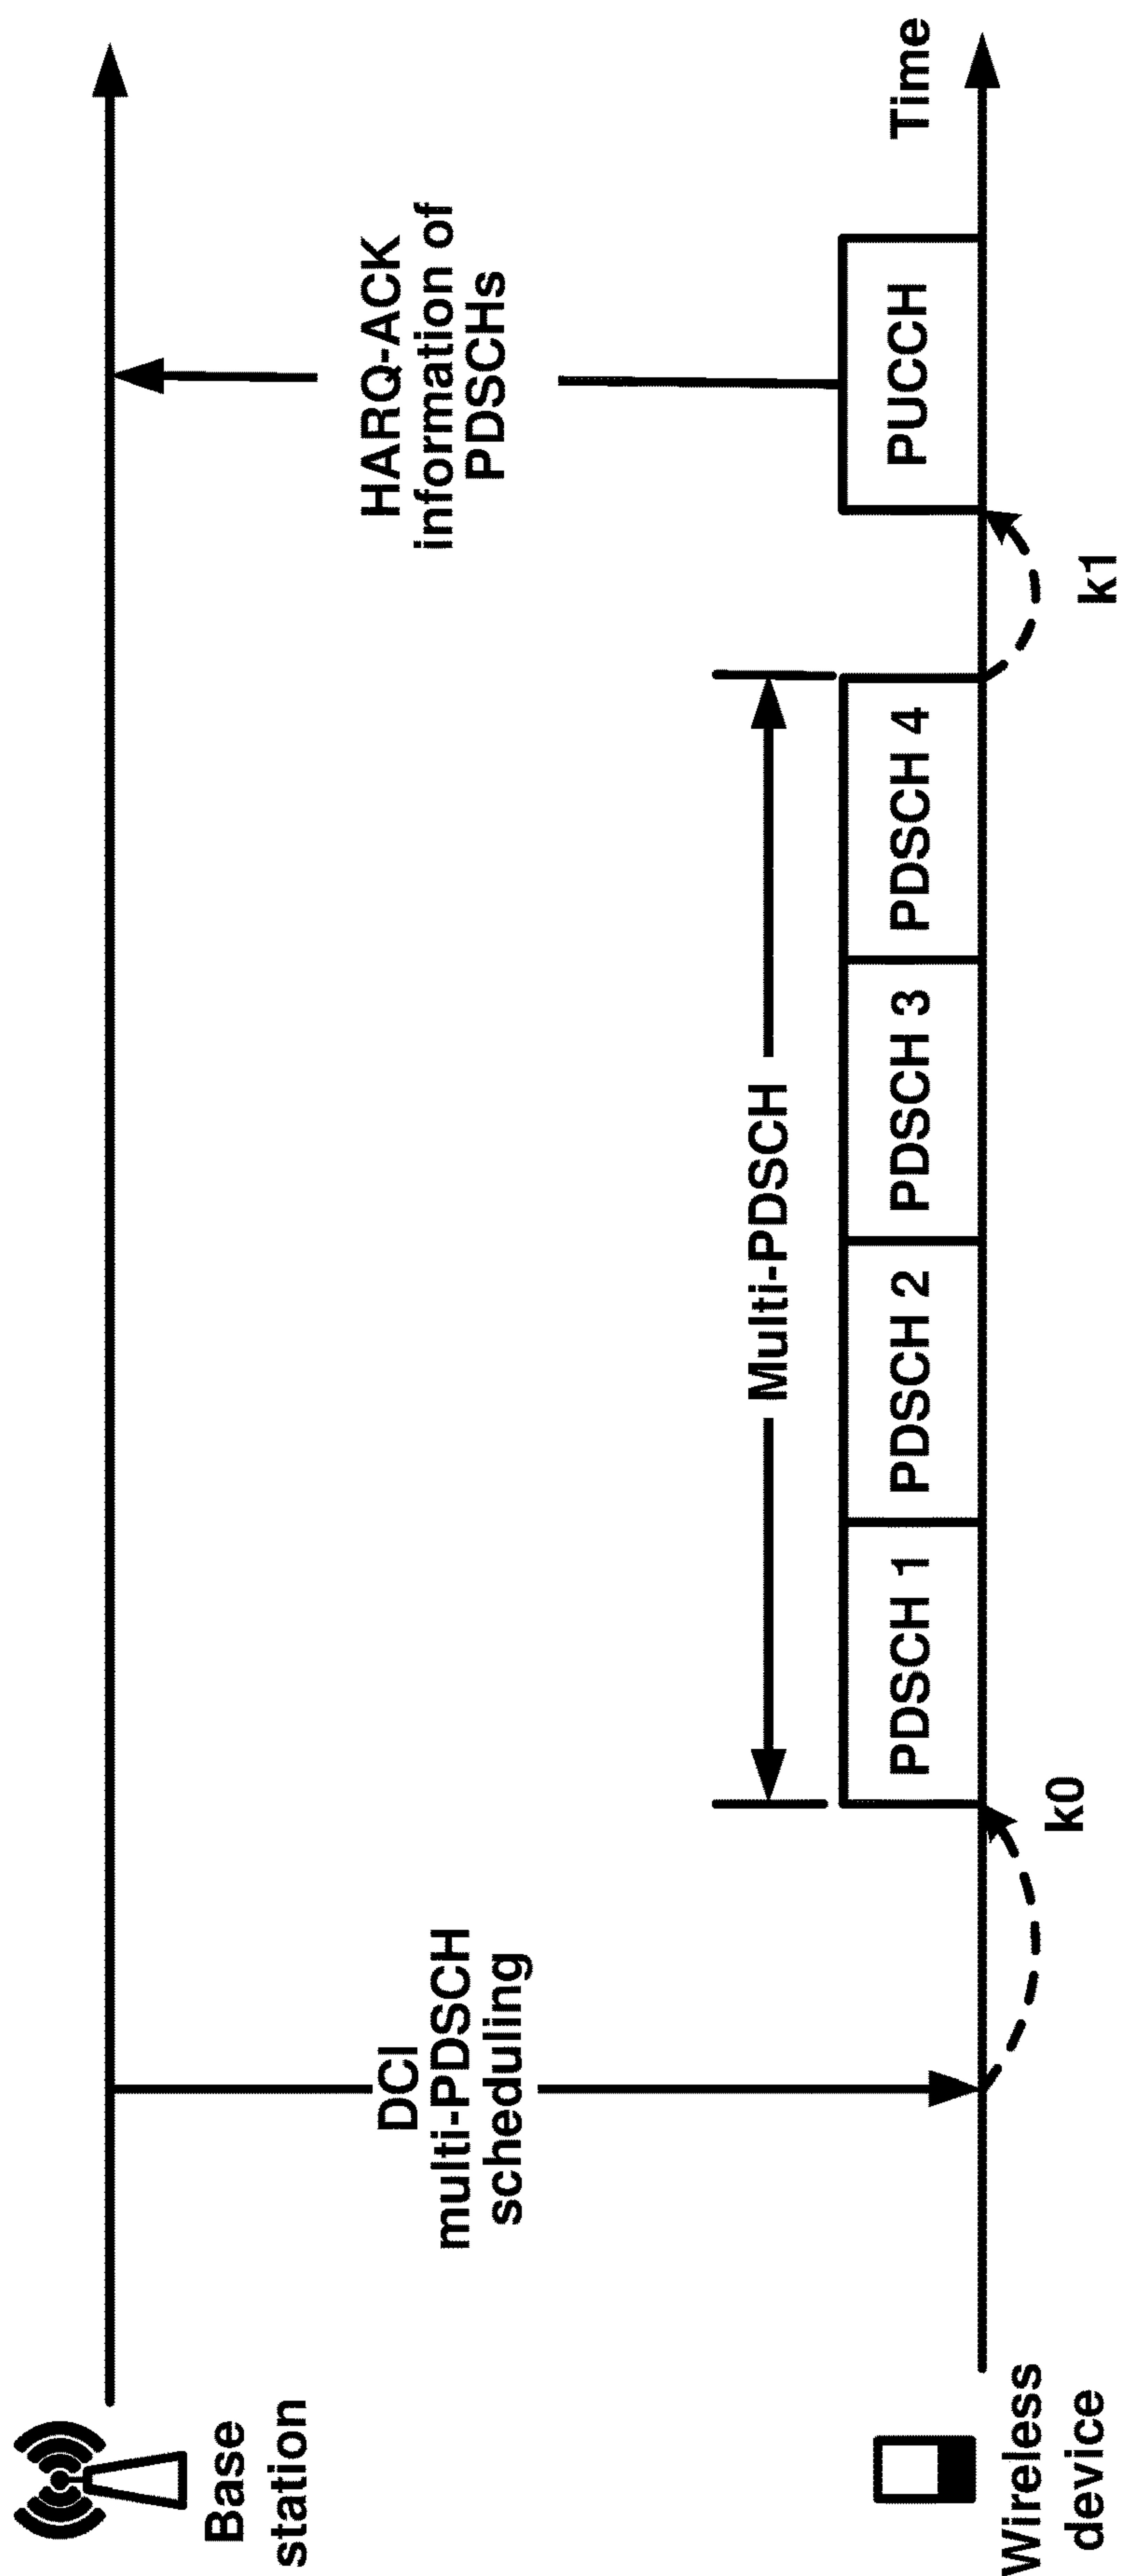 Base
station
DCI
multi-PDSCH
scheduling
HARQ-ACK
information of
PDSCHs
Multi-PDSCH
PDSCH 1
PDSCH 2
PDSCH 3
PDSCH 4
PUCCH
Time
Wireless
device
k0
k1